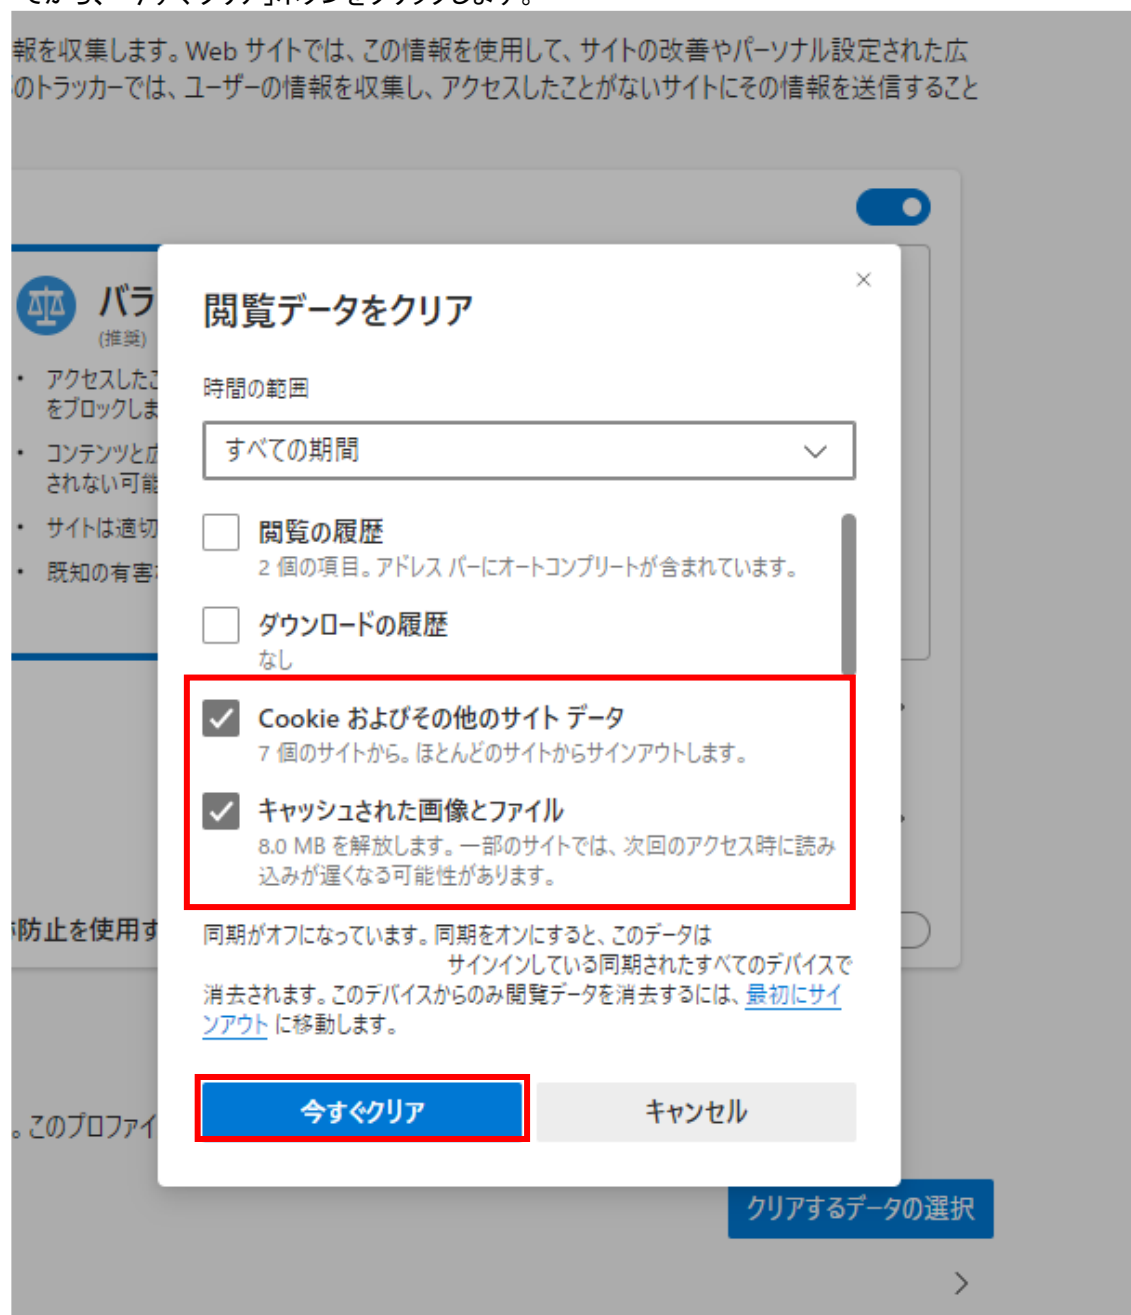 報を収集します。Web サイトでは、この情報を使用して、サイトの改善やパーソナル設定された広
のトラッカーでは、ユーザーの情報を収集し、アクセスしたことがないサイトにその情報を送信すること
バラ
(推奨)
・ アクセスしたこ
をブロックしま
・ コンテンツと広
されない可能
・ サイトは適切
・ 既知の有害
閲覧データをクリア
時間の範囲
すべての期間
閲覧の履歴
2 個の項目。アドレス バーにオートコンプリートが含まれています。
ダウンロードの履歴
なし
Cookie およびその他のサイト データ
7 個のサイトから。ほとんどのサイトからサインアウトします。
キャッシュされた画像とファイル
8.0 MB を解放します。一部のサイトでは、次回のアクセス時に読み
込みが遅くなる可能性があります。
防止を使用す
同期がオフになっています。同期をオンにすると、このデータは
サインインしている同期されたすべてのデバイスで
消去されます。このデバイスからのみ閲覧データを消去するには、最初にサイ
ンアウト に移動します。
今すぐクリア
キャンセル
。このプロファイ
クリアするデータの選択